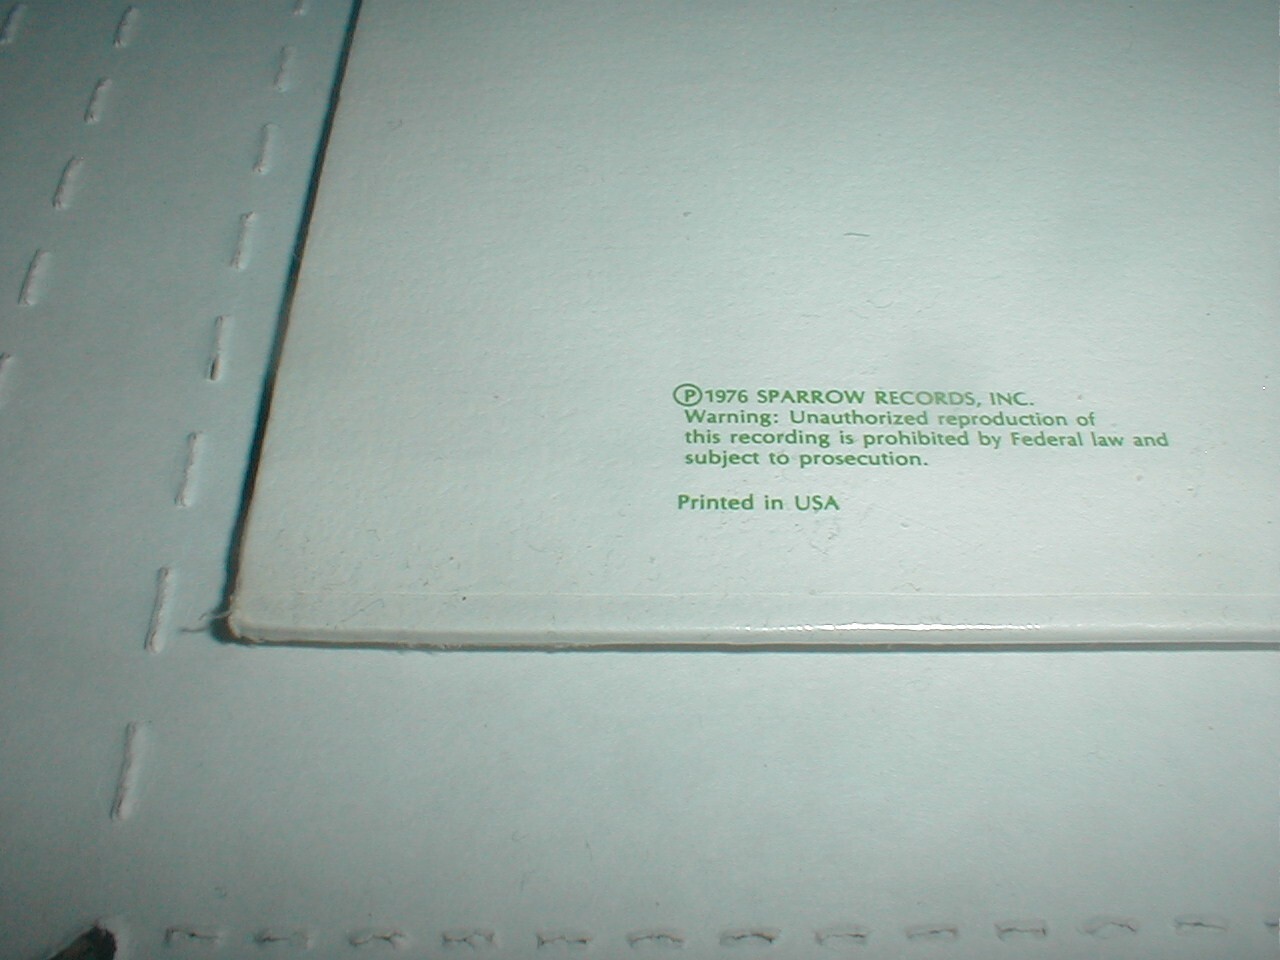 Ⓟ1976 SPARROW RECORDS, INC.
Warning: Unauthorized reproduction of
this recording is prohibited by Federal law and
subject to prosecution.
Printed in USA